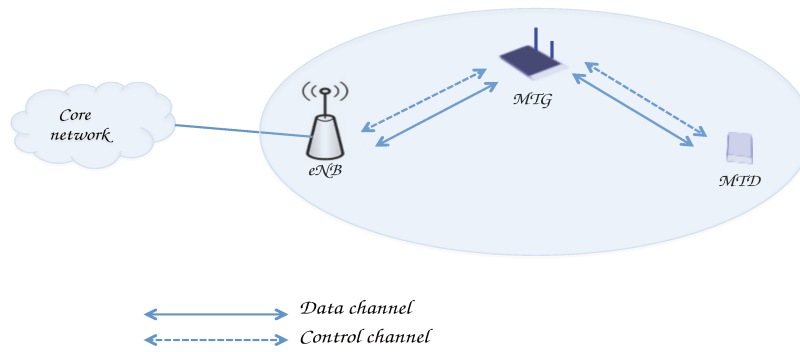 Core
network
MTG
eNB
MTD
Data channel
Control channel